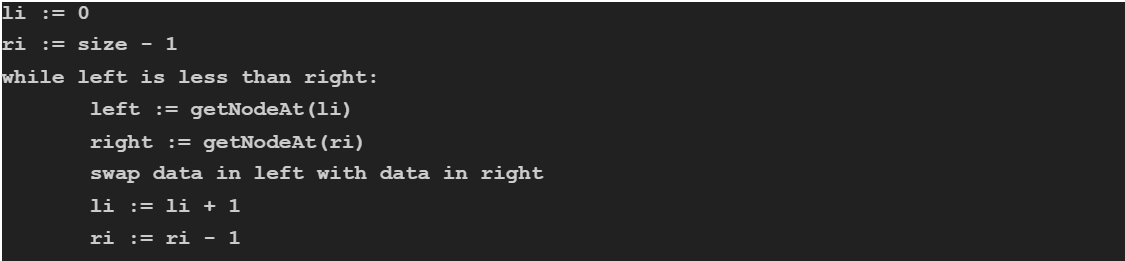 li := 0
ri := size - 1
while left is less than right:
left := getNodeAt(li)
right := getNodeAt(ri)
swap data in left with data in right
li := li + 1
ri := ri - 1